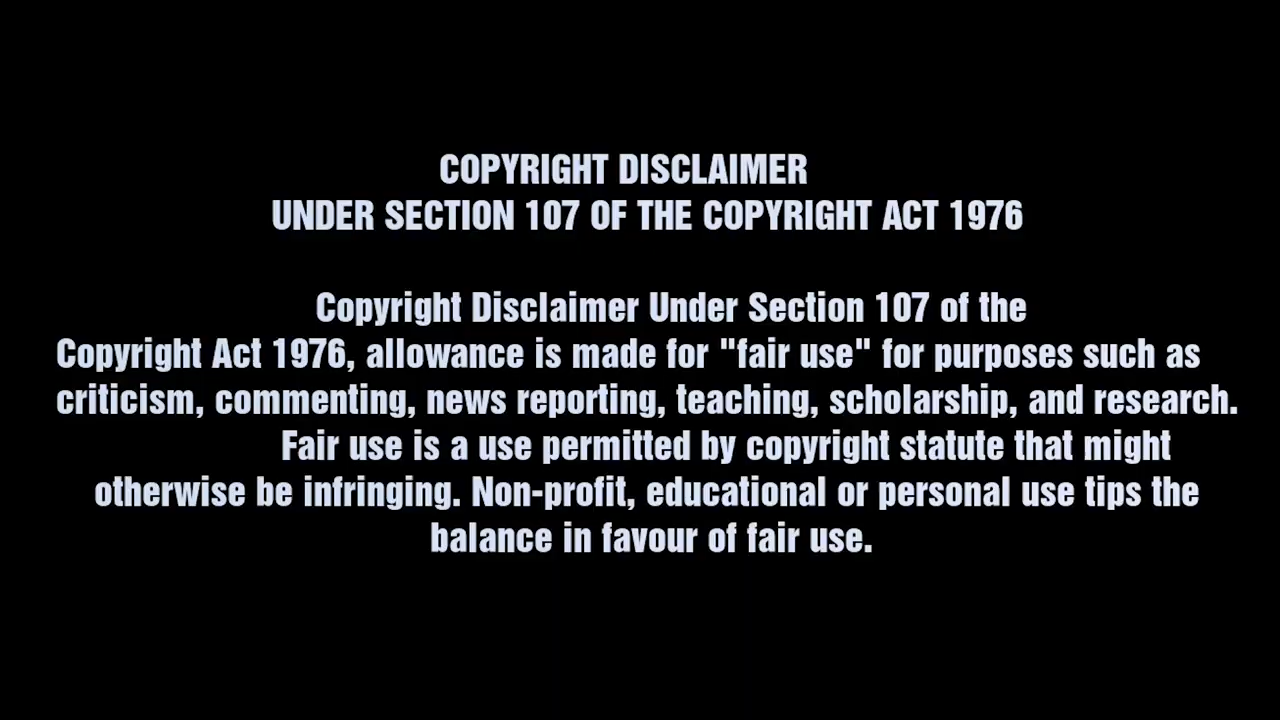 COPYRIGHT DISCLAIMER
UNDER SECTION 107 OF THE COPYRIGHT ACT 1976
Copyright Disclaimer Under Section 107 of the
Copyright Act 1976, allowance is made for "fair use" for purposes such as
criticism, commenting, news reporting, teaching, scholarship, and research.
Fair use is a use permitted by copyright statute that might
otherwise be infringing. Non-profit, educational or personal use tips the
balance in favour of fair use.